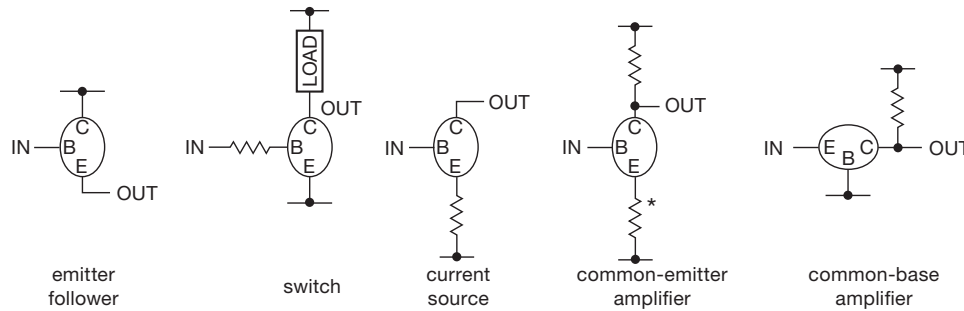 IN
C
B
E
OUT
emitter
follower
LOAD
OUT
IN
C
B
E
switch
OUT
IN
C
B
E
current
source
OUT
IN
C
B
E
*
common-emitter
amplifier
IN
E
B
C
OUT
common-base
amplifier